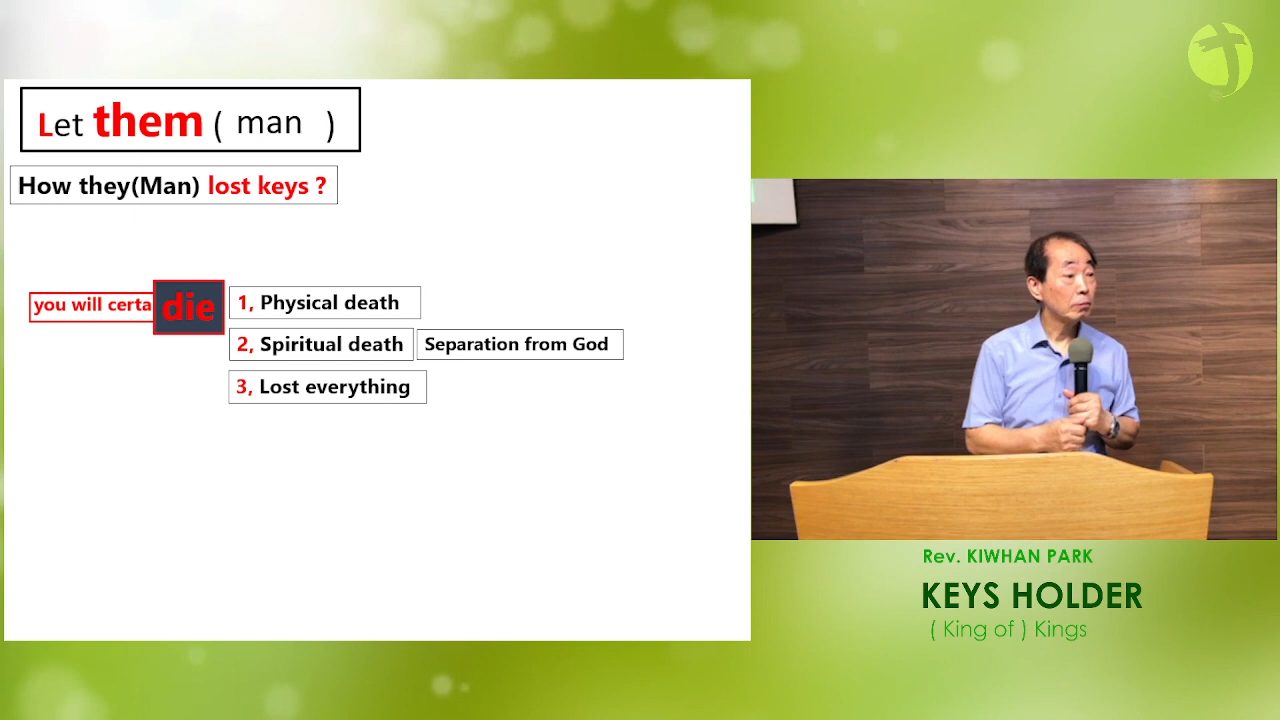 Let them ( man )
How they(Man) lost keys ?
you will certa die
1, Physical death
2, Spiritual death Separation from God
3, Lost everything
Rev. KIWHAN PARK
KEYS HOLDER
( King of ) Kings